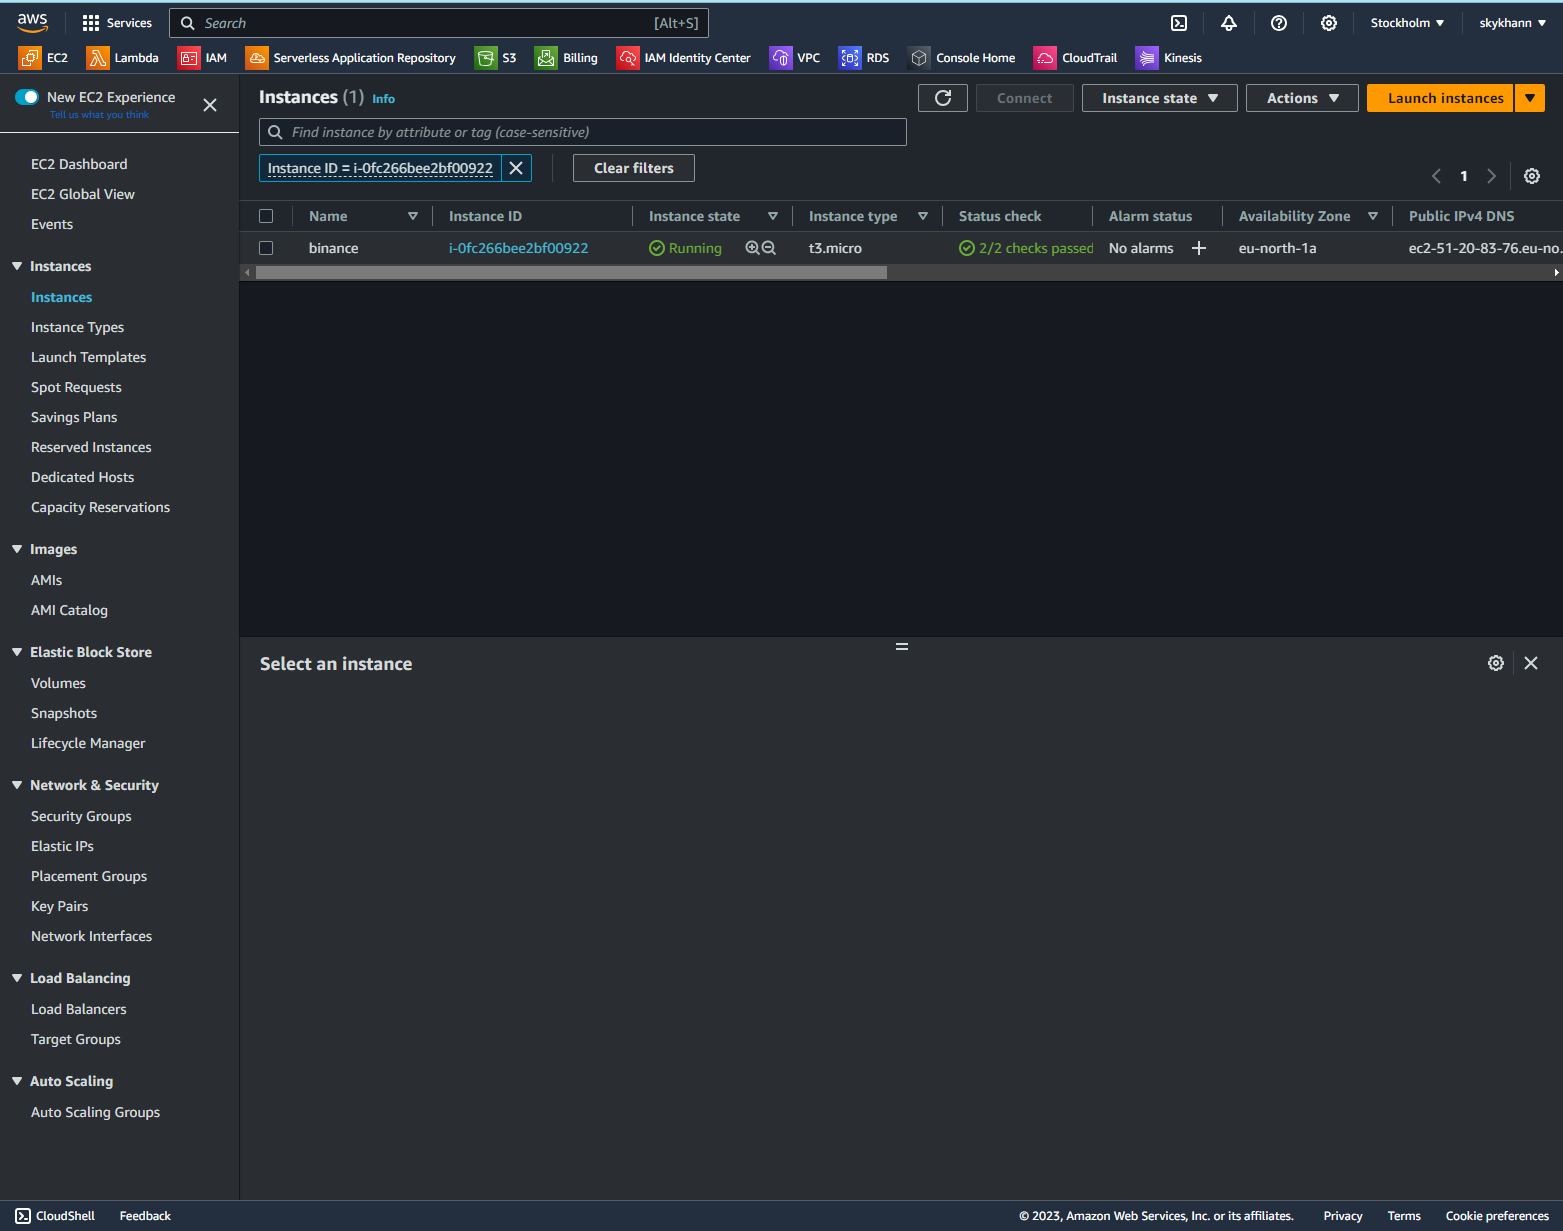 aws
Services
Search
[Alt+S]
Stockholm
skykhann
EC2
Lambda
IAM
Serverless Application Repository
S3
Billing
IAM Identity Center
VPC
RDS
Console Home
CloudTrail
Kinesis
New EC2 Experience
Tell us what you think
EC2 Dashboard
EC2 Global View
Events
Instances
Instances
Instance Types
Launch Templates
Spot Requests
Savings Plans
Reserved Instances
Dedicated Hosts
Capacity Reservations
Images
AMIs
AMI Catalog
Elastic Block Store
Volumes
Snapshots
Lifecycle Manager
Network & Security
Security Groups
Elastic IPs
Placement Groups
Key Pairs
Network Interfaces
Load Balancing
Load Balancers
Target Groups
Auto Scaling
Auto Scaling Groups
Instances (1) Info
Connect
Instance state
Actions
Launch instances
Find instance by attribute or tag (case-sensitive)
Instance ID = i-0fc266bee2bf00922
Clear filters
1
Name Instance ID Instance state Instance type Status check Alarm status Availability Zone Public IPv4 DNS
binance i-0fc266bee2bf00922 Running t3.micro 2/2 checks passed No alarms eu-north-1a ec2-51-20-83-76.eu-no...
Select an instance
CloudShell
Feedback
© 2023, Amazon Web Services, Inc. or its affiliates.
Privacy
Terms
Cookie preferences